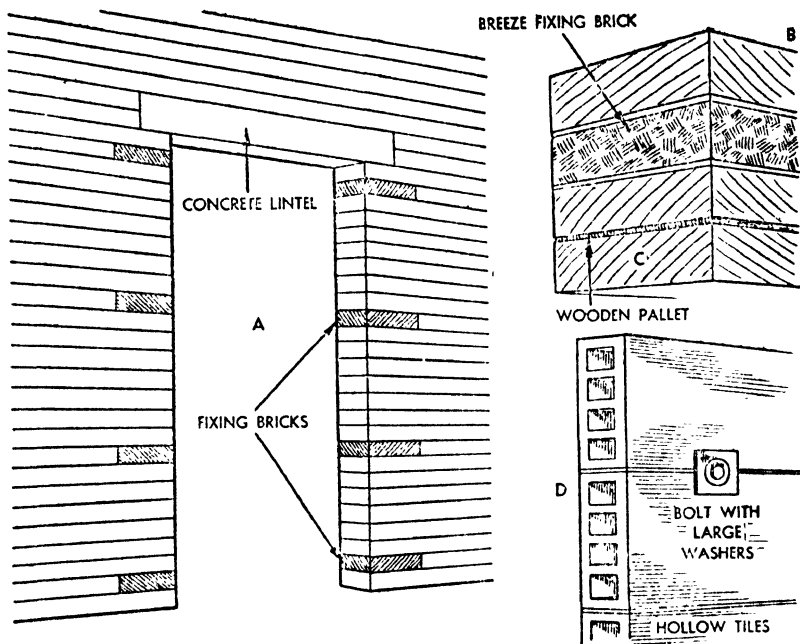 BREEZE FIXING BRICK
B
CONCRETE LINTEL
A
C
WOODEN PALLET
FIXING BRICKS
D
BOLT WITH
LARGE
WASHERS
HOLLOW TILES